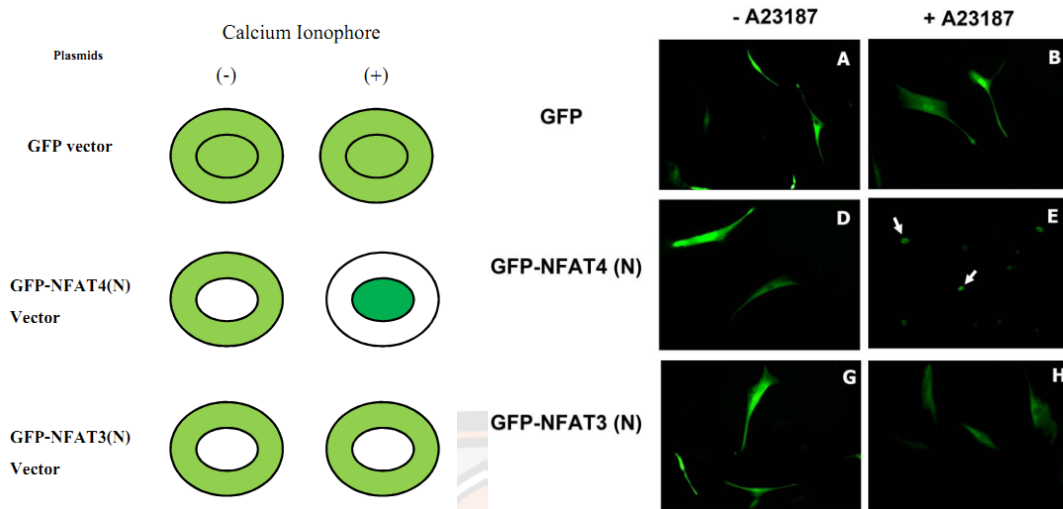 Calcium Ionophore
Plasmids
(-)
(+)
GFP vector
GFP-NFAT4(N)
Vector
GFP-NFAT3(N)
Vector
- A23187
+ A23187
GFP
A
B
GFP-NFAT4 (N)
D
E
GFP-NFAT3 (N)
G
H